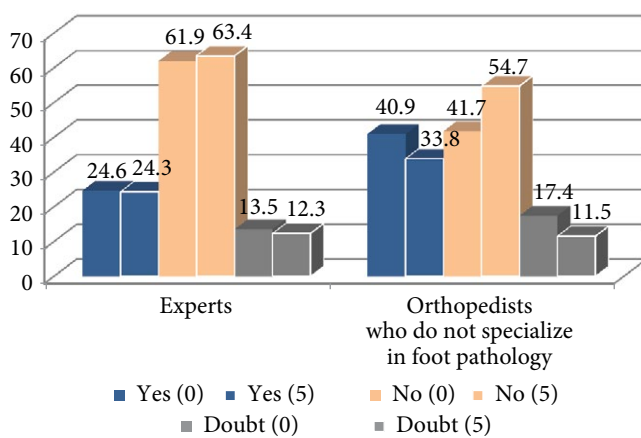 70
60
50
40
30
20
10
0
24.6
24.3
61.9
63.4
13.5
12.3
40.9
33.8
41.7
54.7
17.4
11.5
Experts
Orthopedists
who do not specialize
in foot pathology
Yes (0)
Yes (5)
No (0)
No (5)
Doubt (0)
Doubt (5)